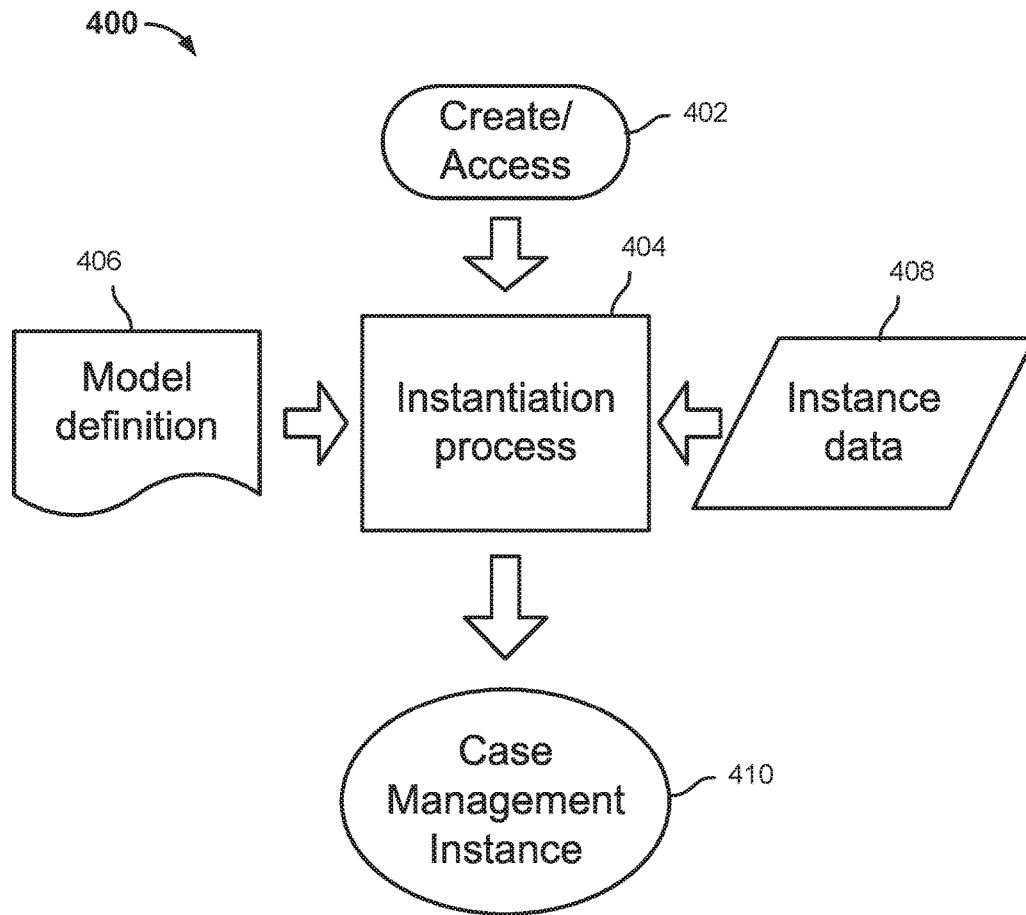 400
Create/
Access
402
404
406
408
Model
definition
Instantiation
process
Instance
data
Case
Management
Instance
410